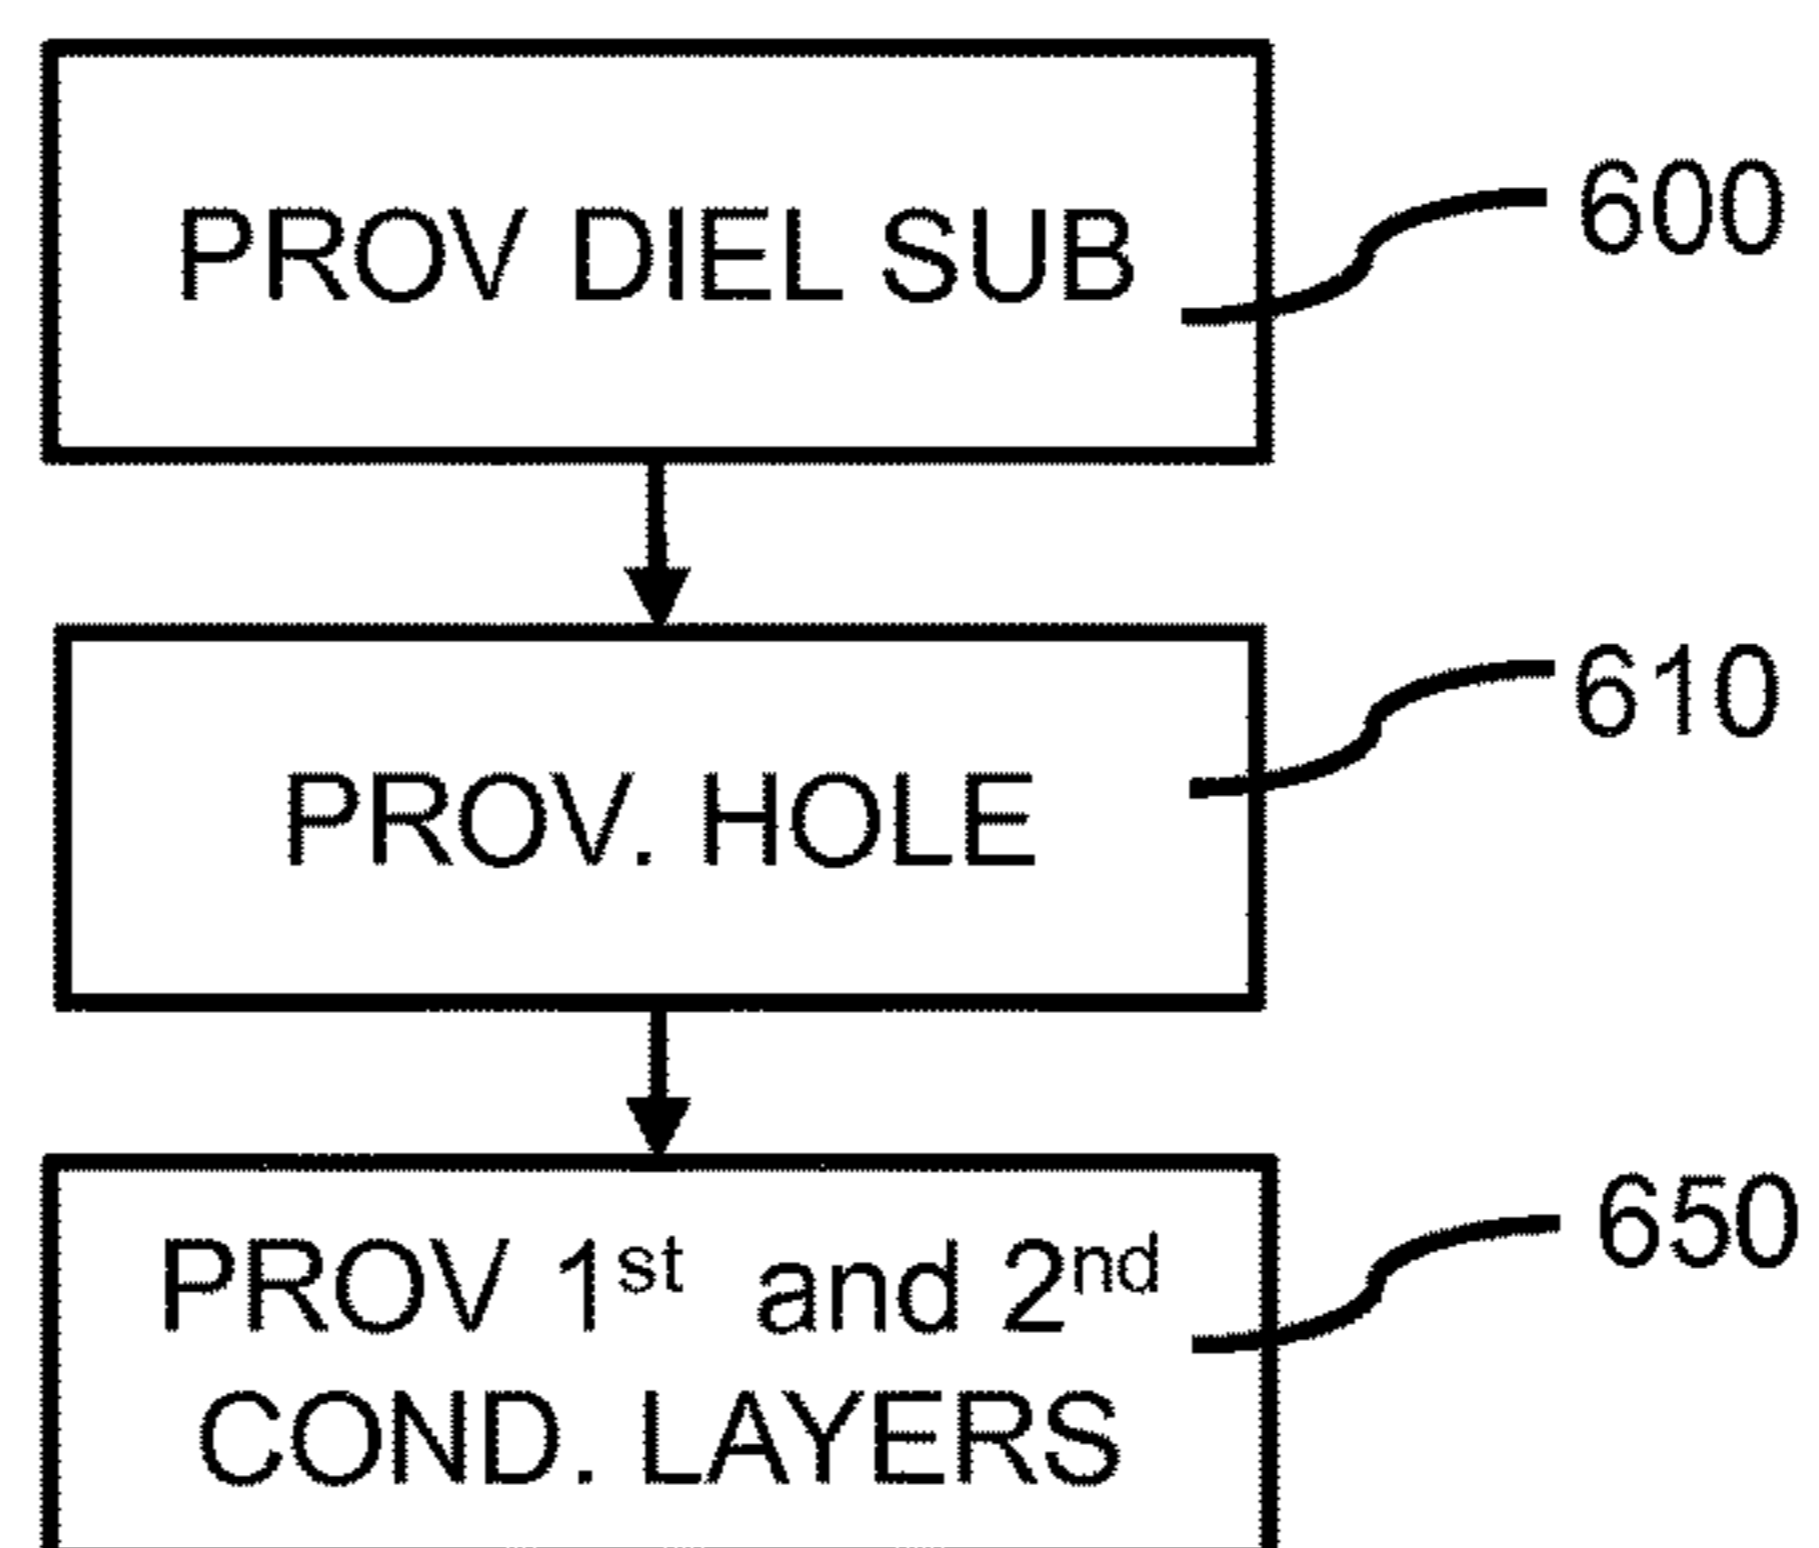 PROV DIEL SUB
600
PROV. HOLE
610
PROV 1st and 2nd
COND. LAYERS
650